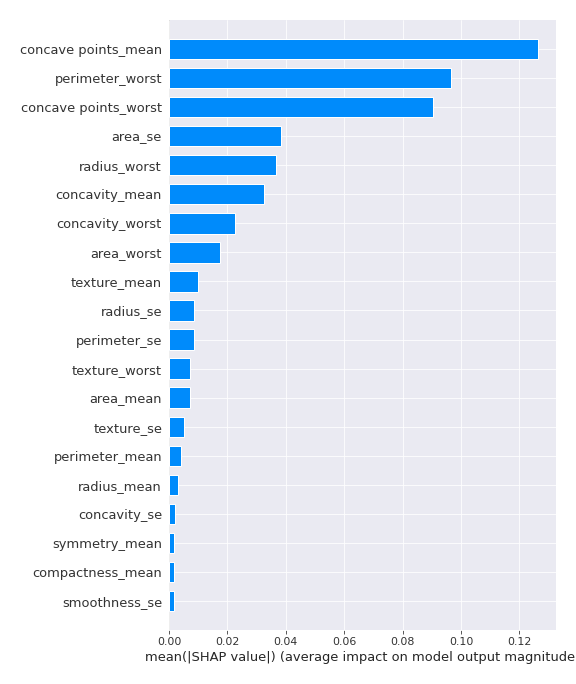 concave points_mean
perimeter_worst
concave points_worst
area_se
radius_worst
concavity_mean
concavity_worst
area_worst
texture_mean
radius_se
perimeter_se
texture_worst
area_mean
texture_se
perimeter_mean
radius_mean
concavity_se
symmetry_mean
compactness_mean
smoothness_se
0.00 0.02 0.04 0.06 0.08 0.10 0.12
mean(|SHAP value|) (average impact on model output magnitude